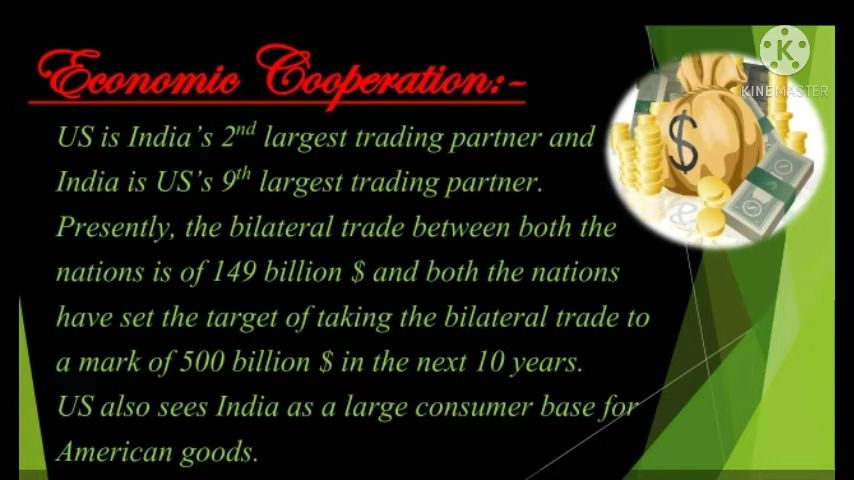 Economic Cooperation:-
US is India's 2nd largest trading partner and
India is US's 9th largest trading partner.
Presently, the bilateral trade between both the
nations is of 149 billion $ and both the nations
have set the target of taking the bilateral trade to
a mark of 500 billion $ in the next 10 years.
US also sees India as a large consumer base for
American goods.
K
KINEMASTER
$